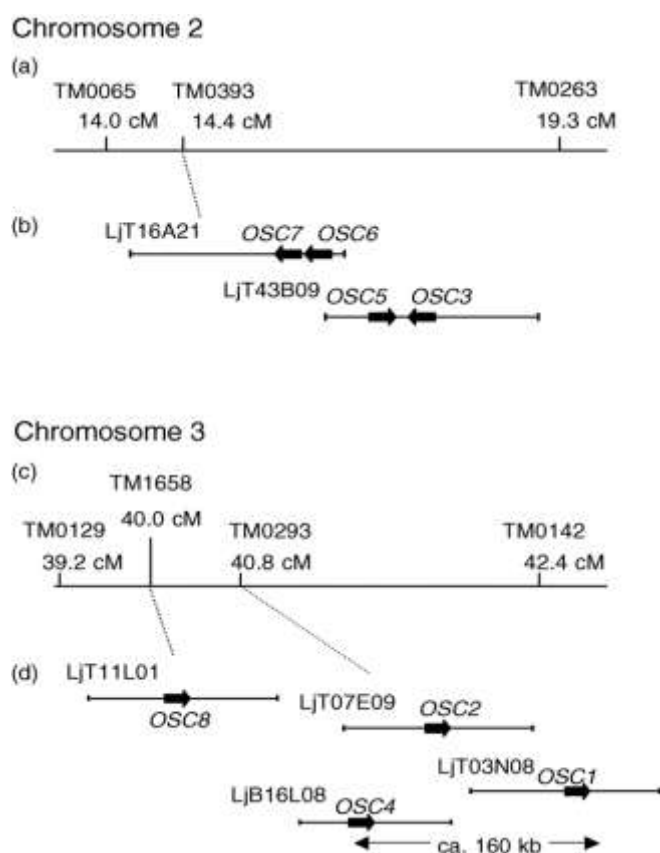 Chromosome 2
(a)
TM0065 TM0393 TM0263
14.0 cM 14.4 cM 19.3 cM
(b)
LjT16A21 OSC7 OSC6
LjT43B09 OSC5 OSC3
Chromosome 3
(c)
TM1658
TM0129 40.0 cM TM0293 TM0142
39.2 cM 40.8 cM 42.4 cM
(d)
LjT11L01
OSC8
LjT07E09 OSC2
LjT03N08 OSC1
LjB16L08 OSC4
ca. 160 kb